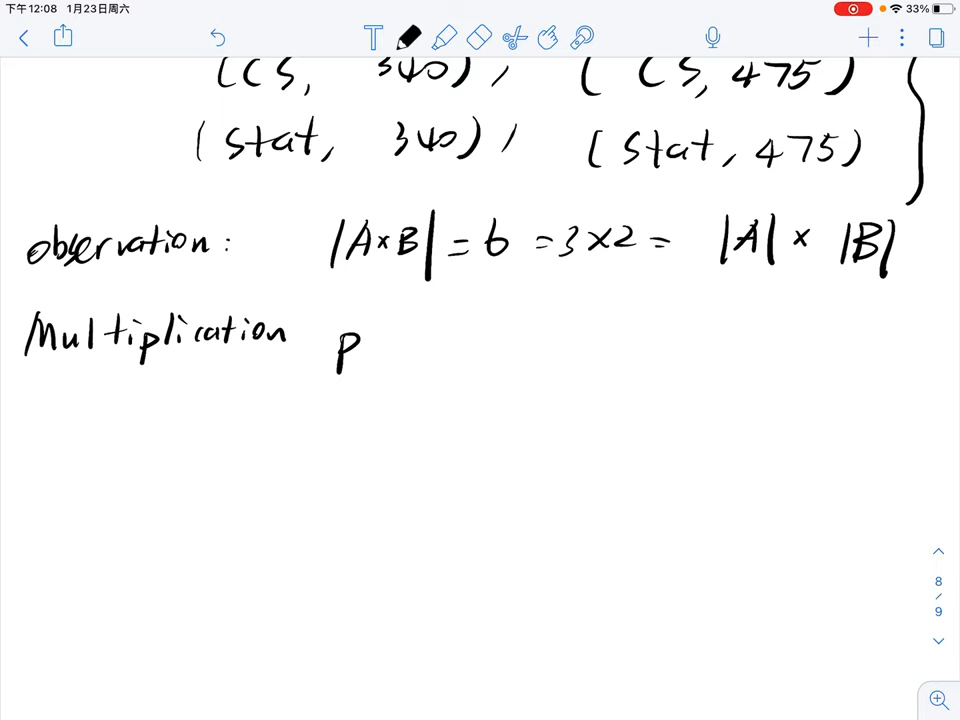 下午12:08 1月23日周六 33%
(CS, 340), (CS, 475)
(Stat, 340), (Stat, 475)
observation: |A×B| = 6 = 3×2 = |A| × |B|
Multiplication P
8
/
9